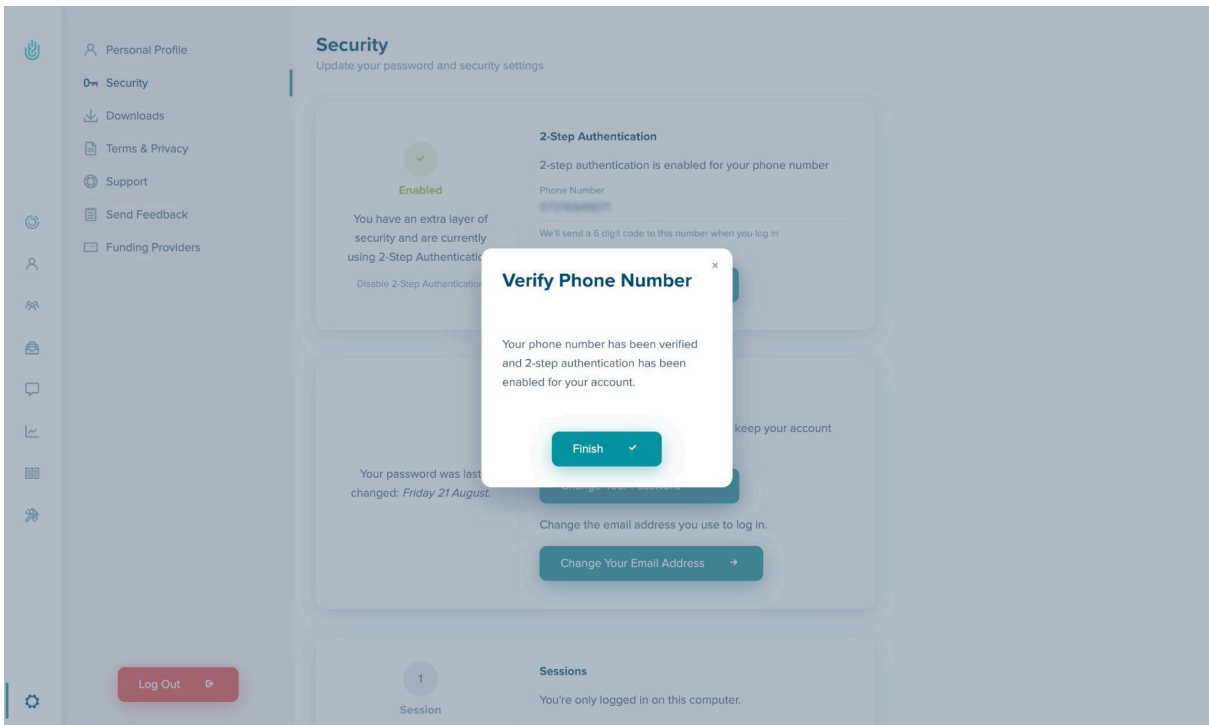 Personal Profile
Security
Downloads
Terms & Privacy
Support
Send Feedback
Funding Providers
Log Out
Security
Update your password and security settings
Enabled
You have an extra layer of
security and are currently
using 2-Step
Disable 2-Step Authentication
2-Step Authentication
2-step authentication is enabled for your phone number
Phone Number
We'll send a 6 digit code to this number when you log in
Verify Phone Number
×
Your phone number has been verified
and 2-step authentication has been
enabled for your account.
Finish
keep your account
Your password was last
changed: Friday 21 August.
Change Your Password
Change the email address you use to log in.
Change Your Email Address
1
Session
Sessions
You're only logged in on this computer.